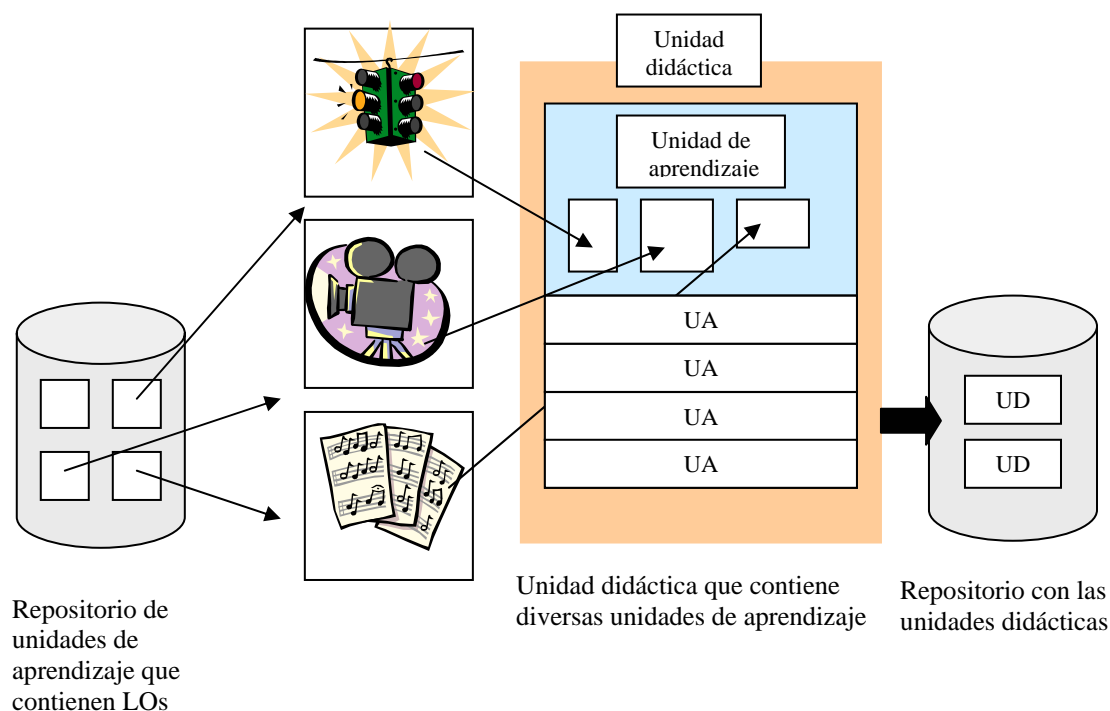 Unidad
didáctica
Unidad de
aprendizaje
UA
UA
UA
UA
UD
UD
Repositorio de
unidades de
aprendizaje que
contienen LOs
Unidad didáctica que contiene
diversas unidades de aprendizaje
Repositorio con las
unidades didácticas